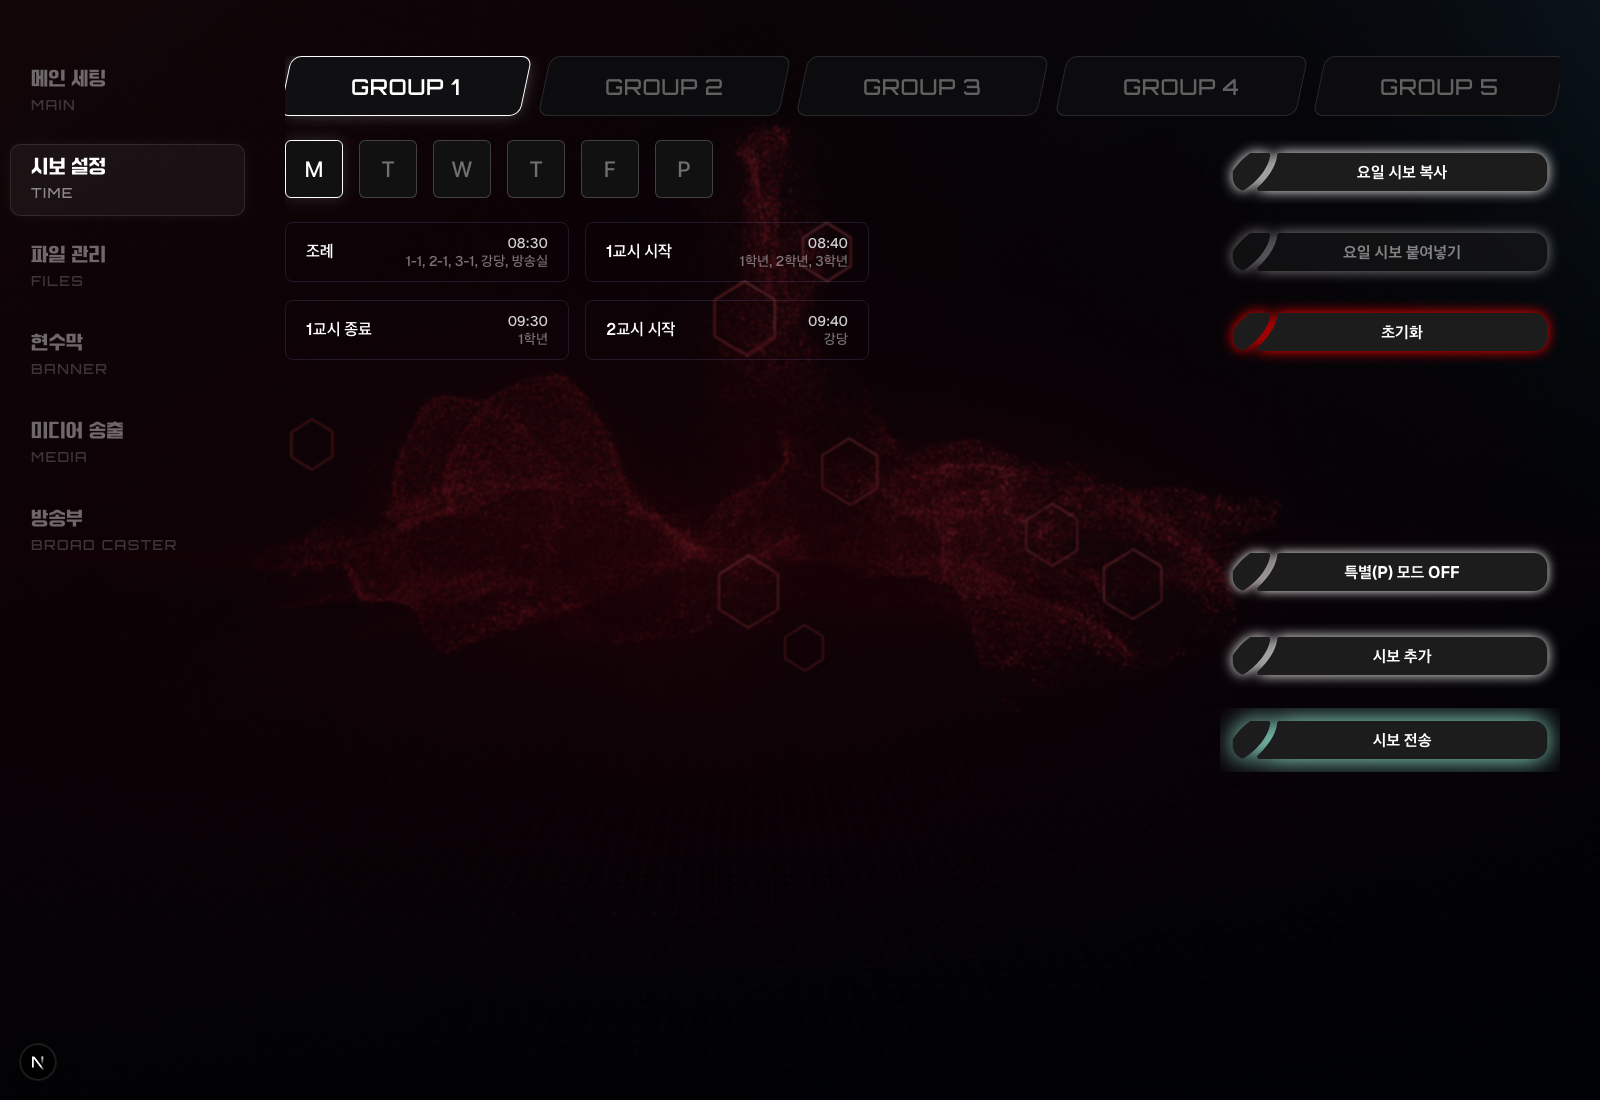 메인 세팅
MAIN
시보 설정
TIME
파일 관리
FILES
현수막
BANNER
미디어 송출
MEDIA
방송부
BROAD CASTER
GROUP 1
GROUP 2
GROUP 3
GROUP 4
GROUP 5
M
T
W
T
F
P
조례
08:30
1-1, 2-1, 3-1, 강당, 방송실
1교시 시작
08:40
1학년, 2학년, 3학년
1교시 종료
09:30
1학년
2교시 시작
09:40
강당
요일 시보 복사
요일 시보 붙여넣기
초기화
특별(P) 모드 OFF
시보 추가
시보 전송
N